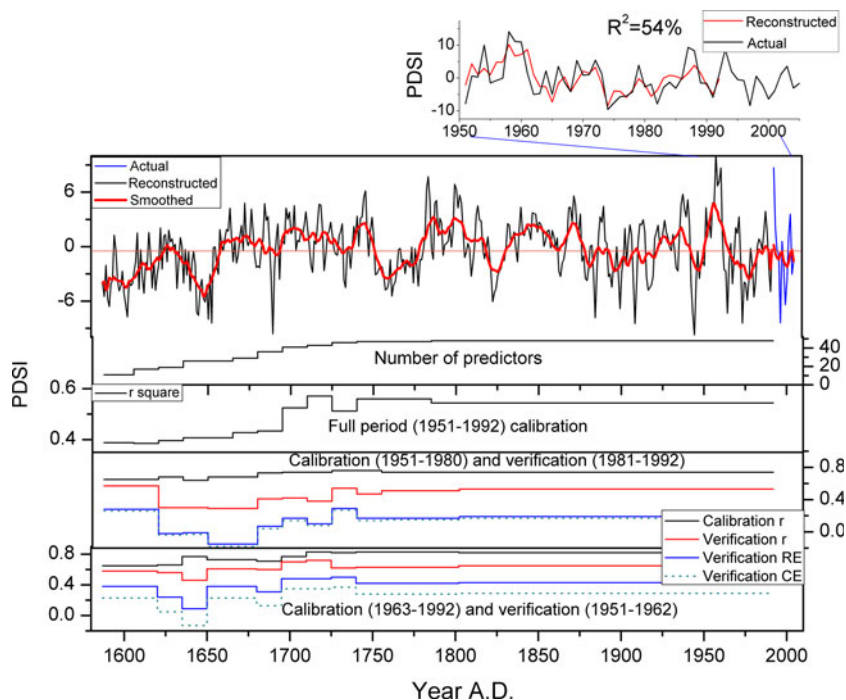 R²=54%
Reconstructed
Actual
PDSI
10
0
-10
1950 1960 1970 1980 1990 2000
Actual
Reconstructed
Smoothed
6
0
-6
Number of predictors
40
20
0
PDSI
0.6
0.4
r square
Full period (1951-1992) calibration
Calibration (1951-1980) and verification (1981-1992)
0.8
0.4
0.0
Calibration r
Verification r
Verification RE
Verification CE
0.8
0.4
0.0
Calibration (1963-1992) and verification (1951-1962)
1600 1650 1700 1750 1800 1850 1900 1950 2000
Year A.D.